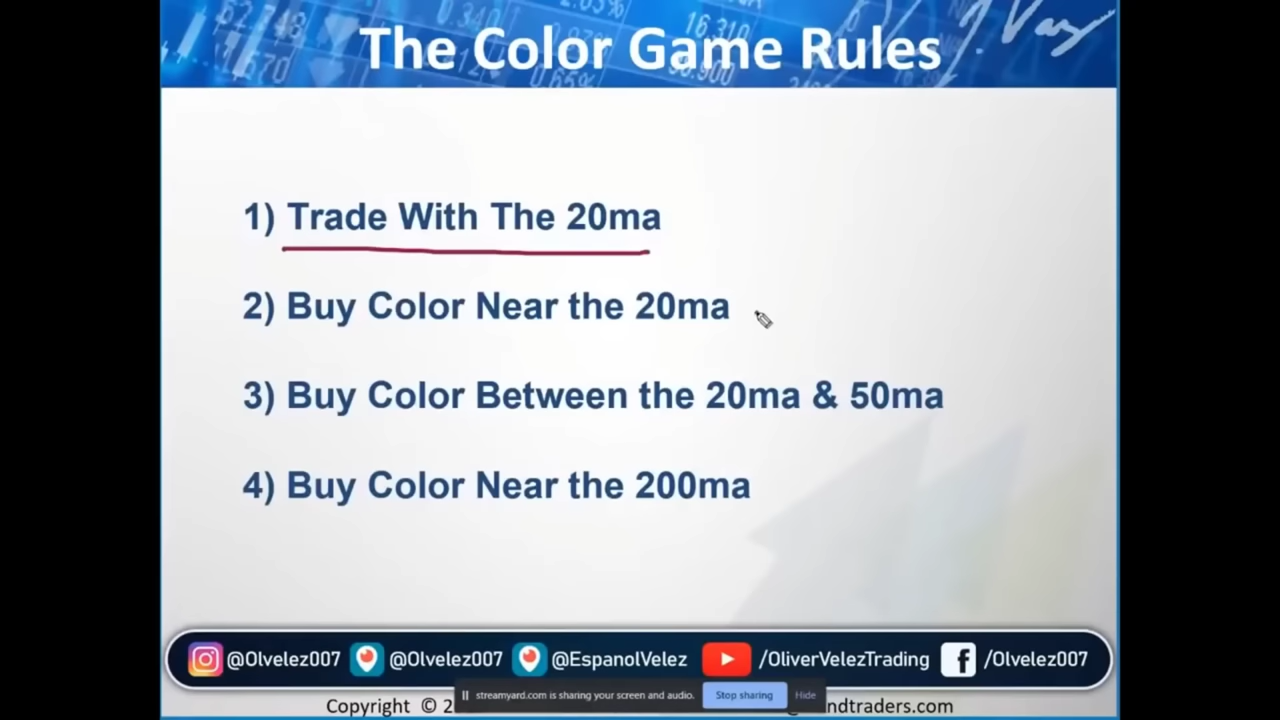 The Color Game Rules
1) Trade With The 20ma
2) Buy Color Near the 20ma
3) Buy Color Between the 20ma & 50ma
4) Buy Color Near the 200ma
@Olvelez007 @Olvelez007 @EspanolVelez /OliverVelezTrading /Olvelez007
streamyard.com is sharing your screen and audio. Stop sharing Hide
Copyright © 2 ndtraders.com